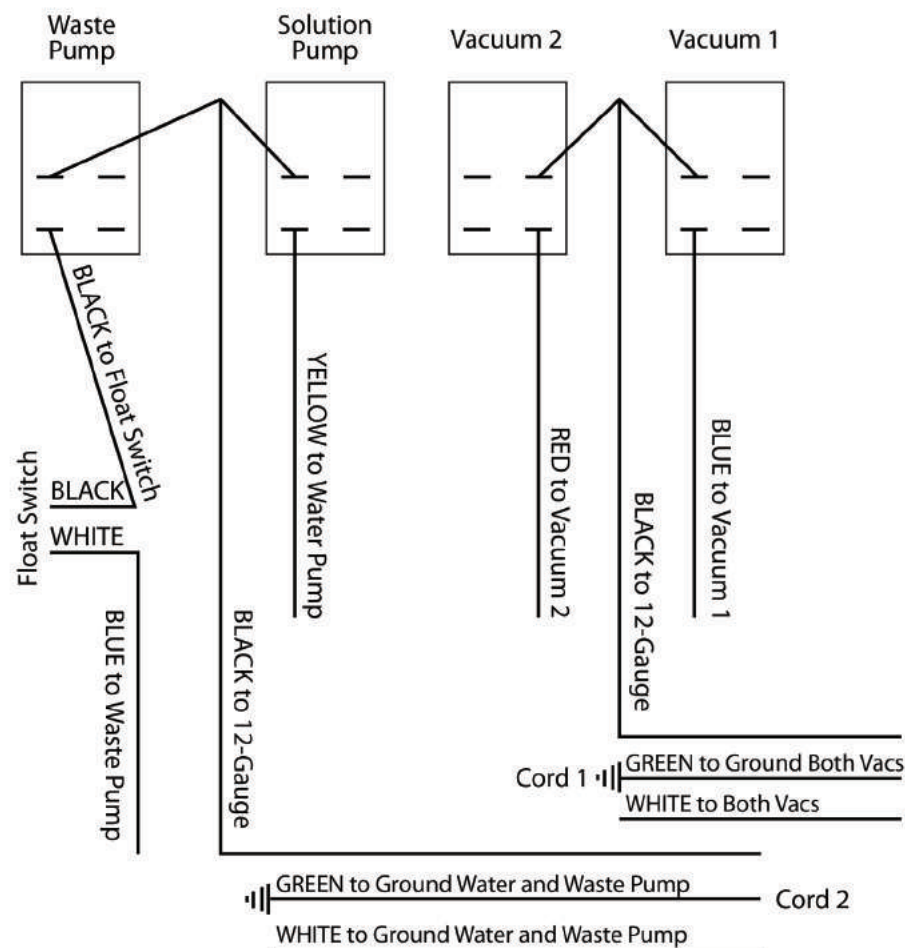 Waste
Pump
Solution
Pump
Vacuum 2
Vacuum 1
BLACK to Float Switch
Float Switch
BLACK
WHITE
BLUE to Waste Pump
BLACK to 12-Gauge
YELLOW to Water Pump
RED to Vacuum 2
BLACK to 12-Gauge
BLUE to Vacuum 1
Cord 1
GREEN to Ground Both Vacs
WHITE to Both Vacs
GREEN to Ground Water and Waste Pump
Cord 2
WHITE to Ground Water and Waste Pump